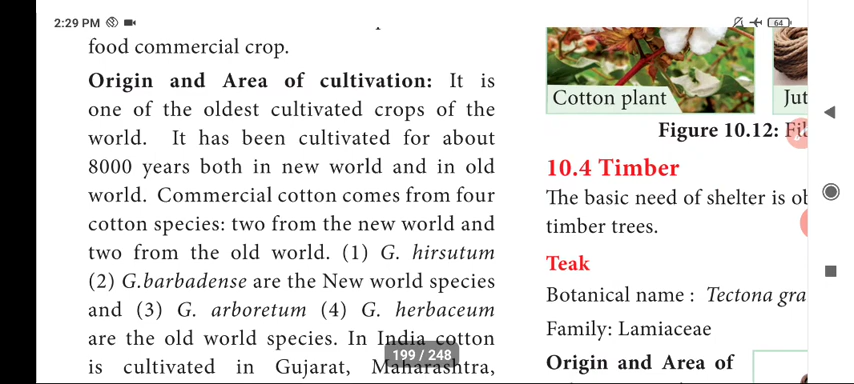 2:29 PM
64
food commercial crop.
Origin and Area of cultivation: It is
one of the oldest cultivated crops of the
world. It has been cultivated for about
8000 years both in new world and in old
world. Commercial cotton comes from four
cotton species: two from the new world and
two from the old world. (1) G. hirsutum
(2) G.barbadense are the New world species
and (3) G. arboretum (4) G. herbaceum
are the old world species. In India cotton
is cultivated in Gujarat, Maharashtra,
199 / 248
Cotton plant
Jut
Figure 10.12:
10.4 Timber
The basic need of shelter is ob
timber trees.
Teak
Botanical name : Tectona gra
Family: Lamiaceae
Origin and Area of